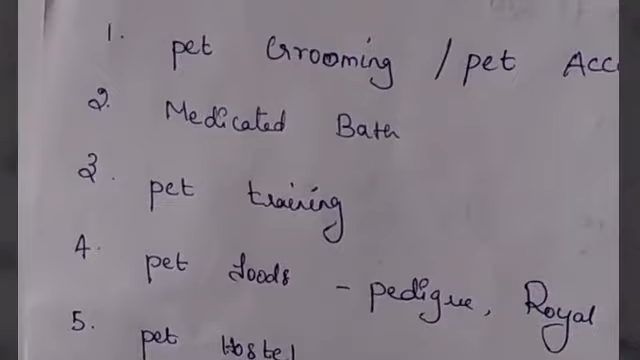 1. pet Grooming / pet Acc
2. Medicated Bath
3. pet training
4. pet foods - pedigue, Royal
5. pet Hostel